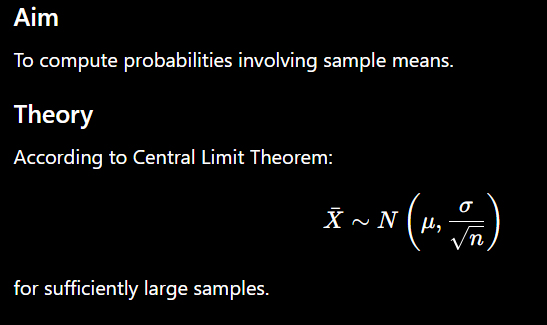 Aim
To compute probabilities involving sample means.
Theory
According to Central Limit Theorem:
X̄ ∼ N(μ, σ/√n)
for sufficiently large samples.